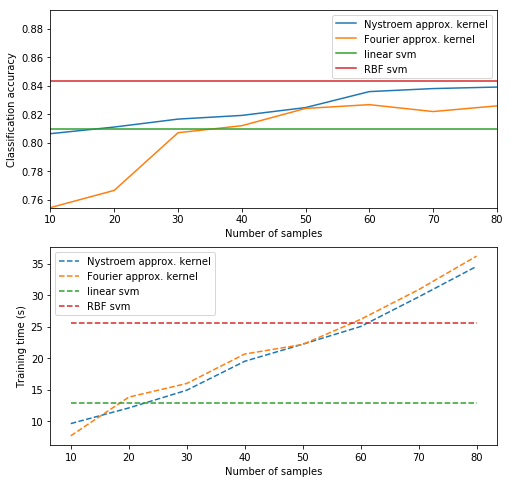 0.88
0.86
0.84
0.82
0.80
0.78
0.76
Classification accuracy
Nystroem approx. kernel
Fourier approx. kernel
linear svm
RBF svm
10 20 30 40 50 60 70 80
Number of samples
35
30
25
20
15
10
Training time (s)
Nystroem approx. kernel
Fourier approx. kernel
linear svm
RBF svm
10 20 30 40 50 60 70 80
Number of samples